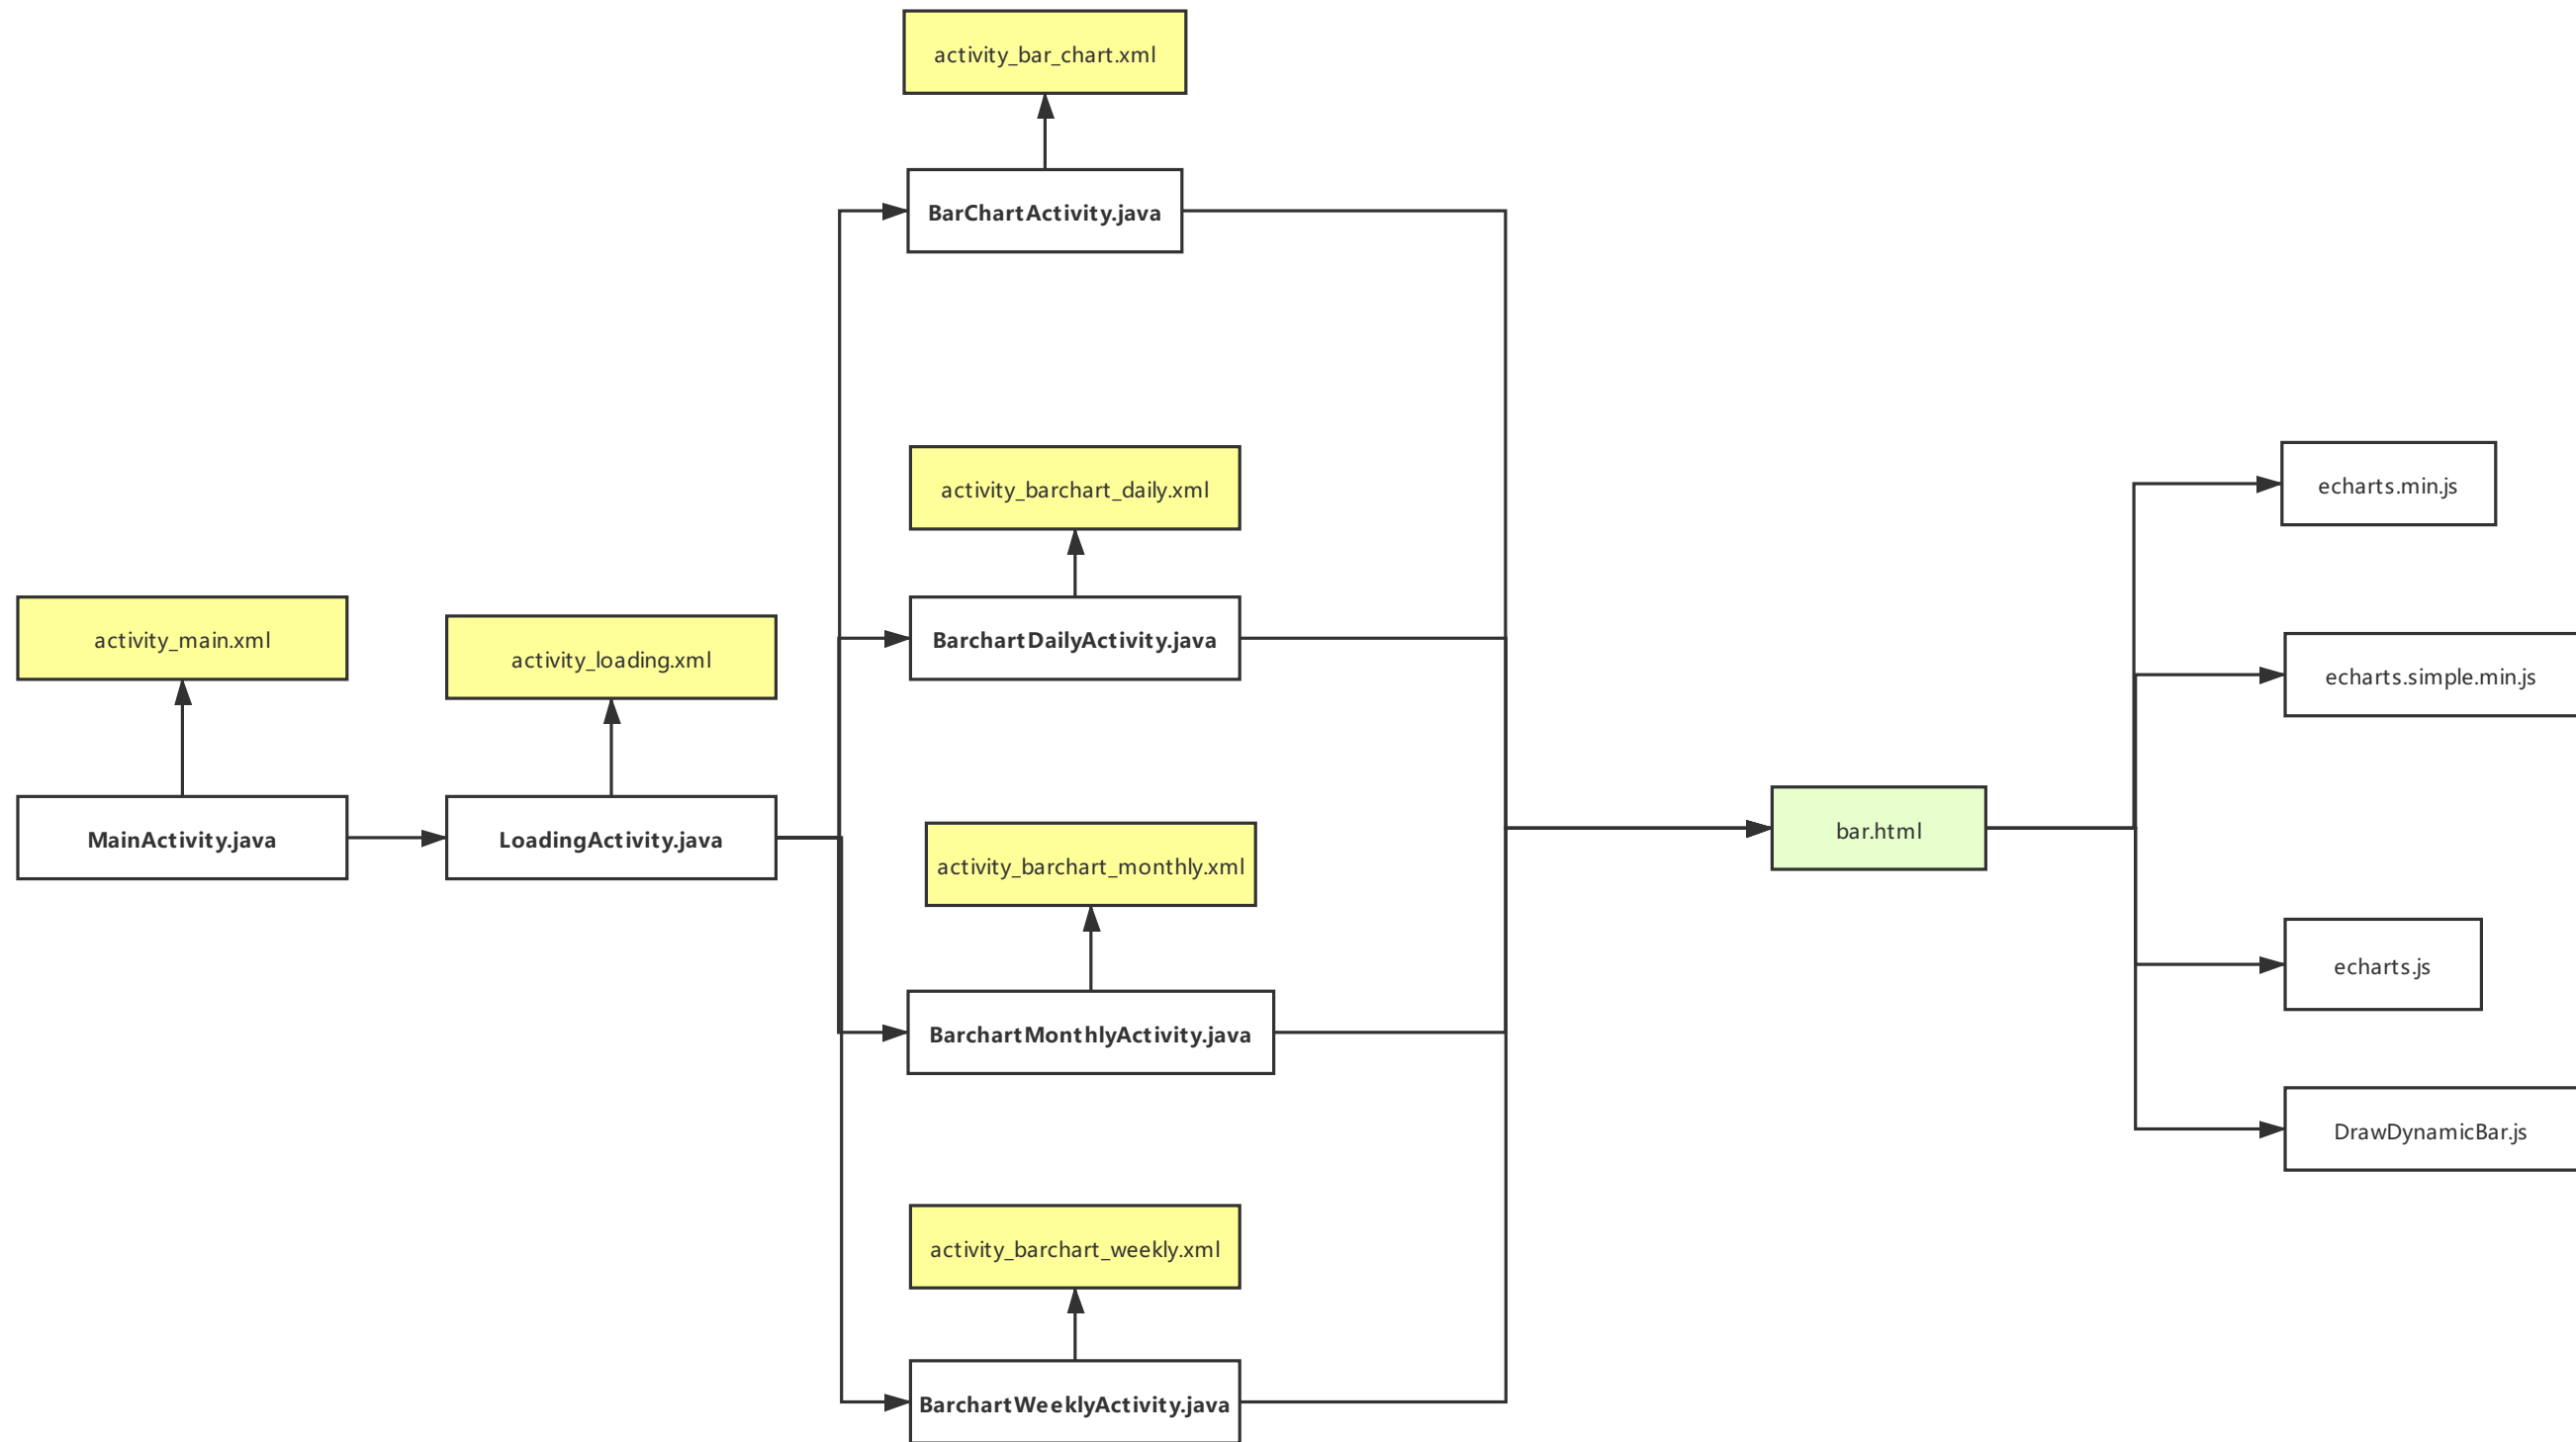 activity_bar_chart.xml
BarChartActivity.java
activity_barchart_daily.xml
echarts.min.js
activity_main.xml
activity_loading.xml
BarchartDailyActivity.java
echarts.simple.min.js
MainActivity.java
LoadingActivity.java
activity_barchart_monthly.xml
bar.html
echarts.js
BarchartMonthlyActivity.java
DrawDynamicBar.js
activity_barchart_weekly.xml
BarchartWeeklyActivity.java